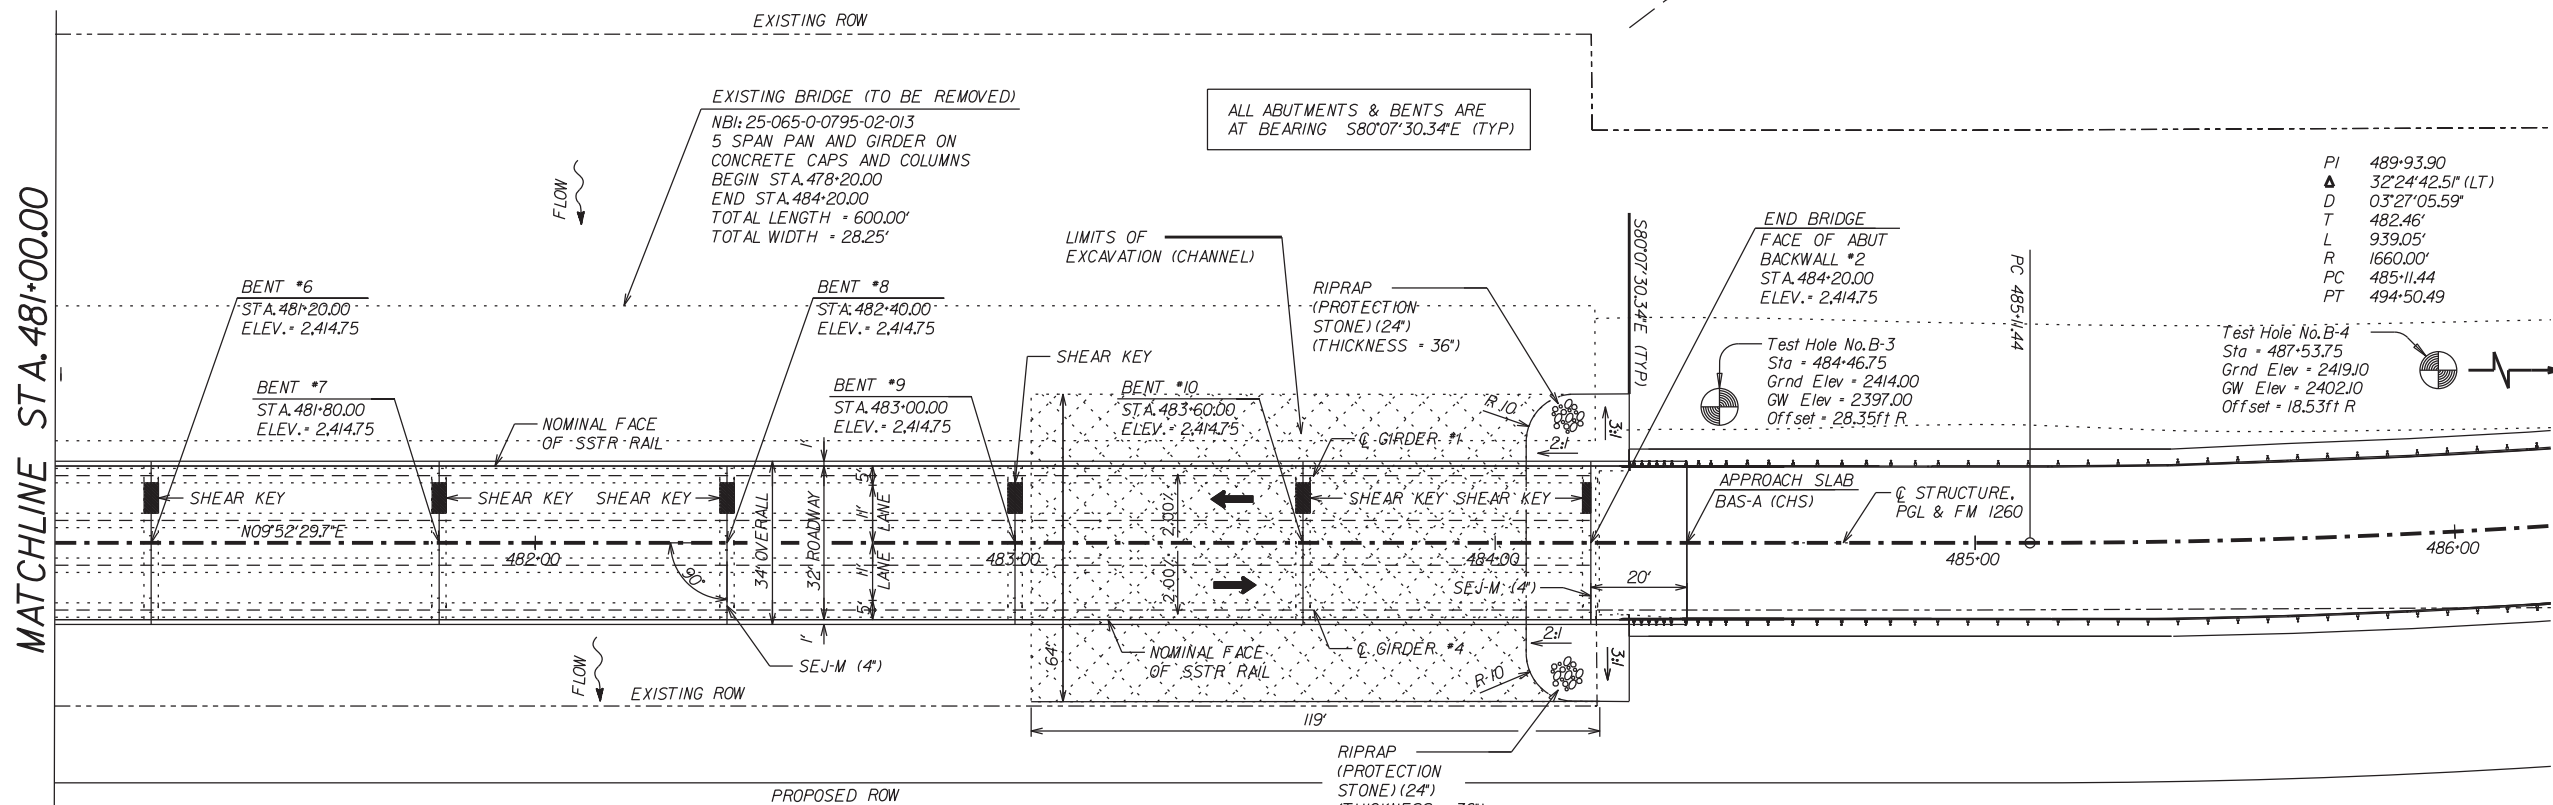 EXISTING ROW
MATCHLINE STA. 481+00.00
EXISTING BRIDGE (TO BE REMOVED)
NBI: 25-065-0-0795-02-013
5 SPAN PAN AND GIRDER ON
CONCRETE CAPS AND COLUMNS
BEGIN STA. 478+20.00
END STA. 484+20.00
TOTAL LENGTH = 600.00'
TOTAL WIDTH = 28.25'
FLOW
ALL ABUTMENTS & BENTS ARE
AT BEARING S80°07'30.34"E (TYP)
PI 489+93.90
Δ 32°24'42.51" (LT)
D 03°27'05.59"
T 482.46'
L 939.05'
R 1660.00'
PC 485+11.44
PT 494+50.49
LIMITS OF
EXCAVATION (CHANNEL)
S80°07'30.34"E (TYP)
END BRIDGE
FACE OF ABUT
BACKWALL #2
STA. 484+20.00
ELEV. = 2,414.75
PC 485+11.44
BENT #6
STA. 481+20.00
ELEV. = 2,414.75
BENT #8
STA. 482+40.00
ELEV. = 2,414.75
RIPRAP
(PROTECTION
STONE) (24")
(THICKNESS = 36")
Test Hole No. B-3
Sta = 484+46.75
Grnd Elev = 2414.00
GW Elev = 2397.00
Offset = 28.35ft R
Test Hole No. B-4
Sta = 487+53.75
Grnd Elev = 2419.10
GW Elev = 2402.10
Offset = 18.53ft R
SHEAR KEY
BENT #7
STA. 481+80.00
ELEV. = 2,414.75
BENT #9
STA. 483+00.00
ELEV. = 2,414.75
BENT #10
STA. 483+60.00
ELEV. = 2,414.75
NOMINAL FACE
OF SSTR RAIL
R 10
3:1
2:1
℄ GIRDER #1
1'
SHEAR KEY
SHEAR KEY
SHEAR KEY
SHEAR KEY
SHEAR KEY
34' OVERALL
32' ROADWAY
5'
11'
LANE
11'
LANE
5'
2.00%
2.00%
APPROACH SLAB
BAS-A (CHS)
℄ STRUCTURE,
PGL & FM 1260
N09°52'29.7"E
482+00
483+00
484+00
485+00
486+00
90°
SEJ-M (4")
20'
1'
2:1
3:1
64'
NOMINAL FACE
OF SSTR RAIL
℄ GIRDER #4
SEJ-M (4")
R 10
FLOW
EXISTING ROW
119'
RIPRAP
(PROTECTION
STONE) (24")
PROPOSED ROW